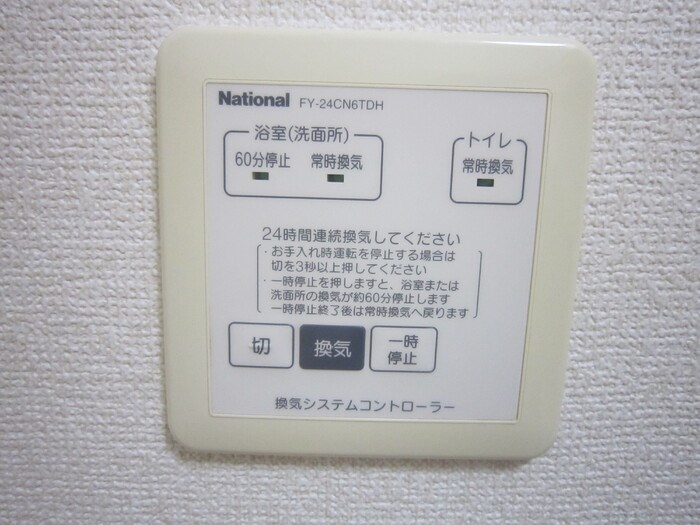 National FY-24CN6TDH
浴室(洗面所)
60分停止 常時換気
トイレ
常時換気
24時間連続換気してください
・お手入れ時運転を停止する場合は
切を3秒以上押してください
・一時停止を押しますと、浴室または
洗面所の換気が約60分停止します
一時停止終了後は常時換気へ戻ります
切 換気 一時
停止
換気システムコントローラー